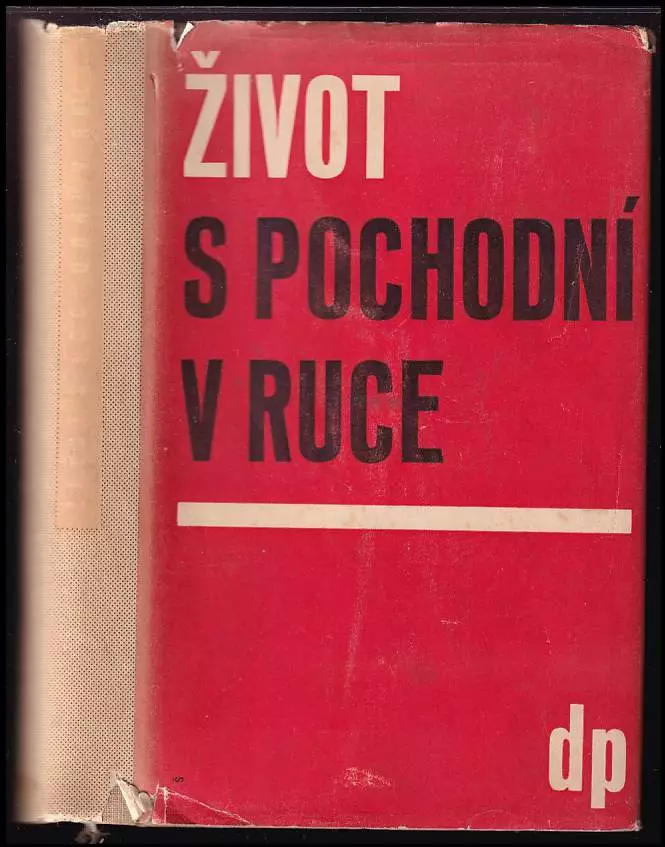 ŽIVOT
S POCHODNÍ
V RUCE
dp